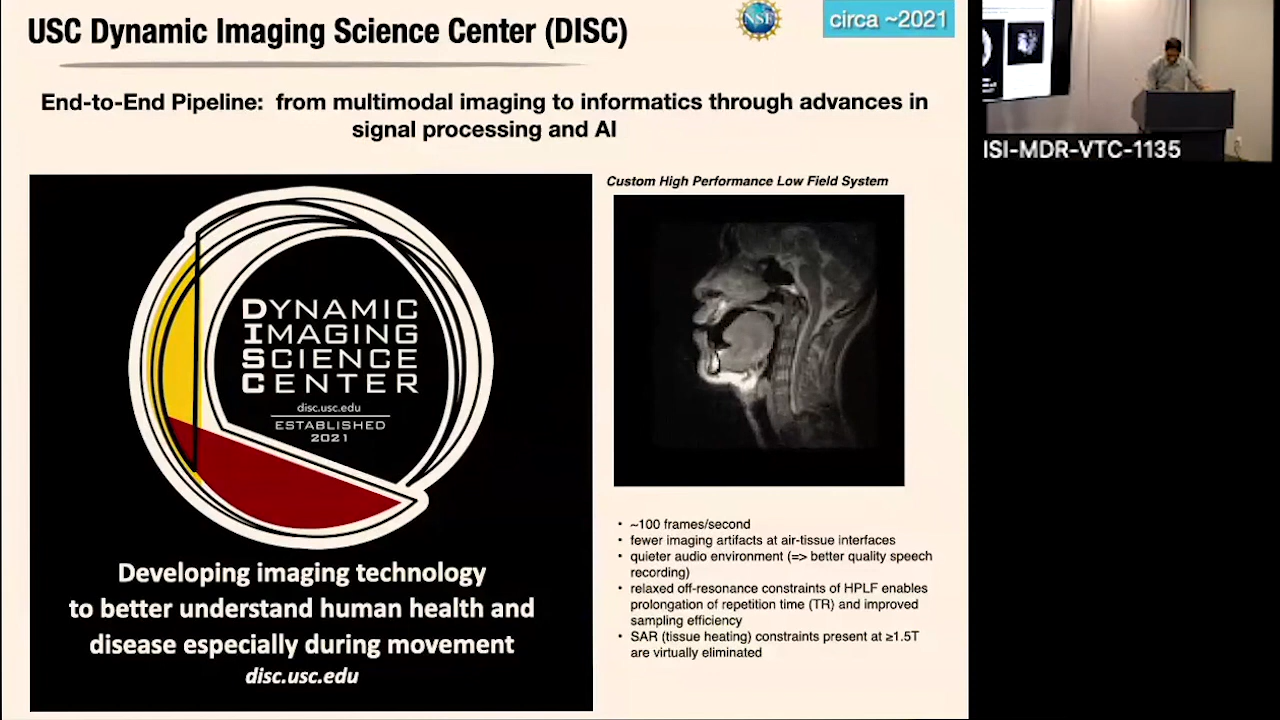 USC Dynamic Imaging Science Center (DISC)
NSF
circa ~2021
End-to-End Pipeline: from multimodal imaging to informatics through advances in
signal processing and AI
ISI-MDR-VTC-1135
Custom High Performance Low Field System
DYNAMIC
IMAGING
SCIENCE
CENTER
disc.usc.edu
ESTABLISHED
2021
Developing imaging technology
to better understand human health and
disease especially during movement
disc.usc.edu
• ~100 frames/second
• fewer imaging artifacts at air-tissue interfaces
• quieter audio environment (=> better quality speech
recording)
• relaxed off-resonance constraints of HPLF enables
prolongation of repetition time (TR) and improved
sampling efficiency
• SAR (tissue heating) constraints present at ≥1.5T
are virtually eliminated